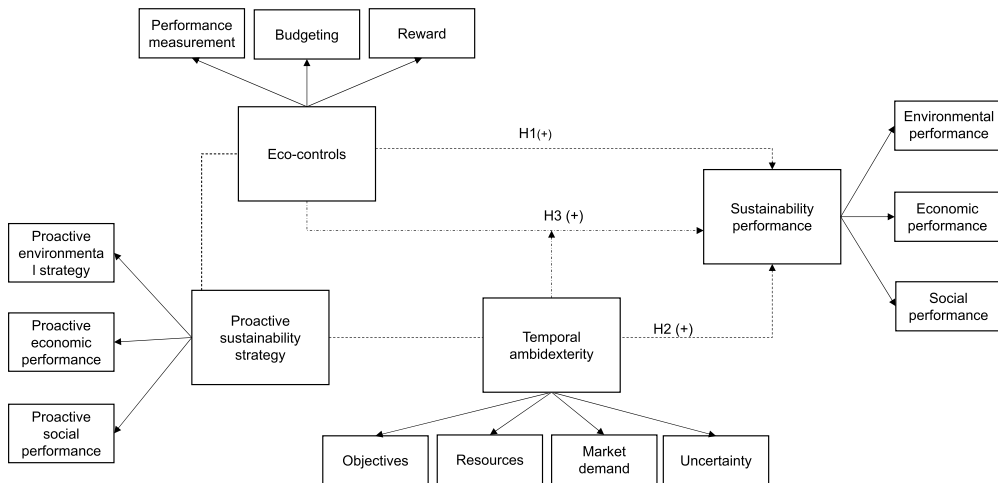 Performance
measurement
Budgeting
Reward
Eco-controls
H1(+)
Environmental
performance
Sustainability
performance
Economic
performance
H3 (+)
Social
performance
Proactive
environmenta
l strategy
Proactive
economic
performance
Proactive
social
performance
Proactive
sustainability
strategy
Temporal
ambidexterity
H2 (+)
Objectives
Resources
Market
demand
Uncertainty